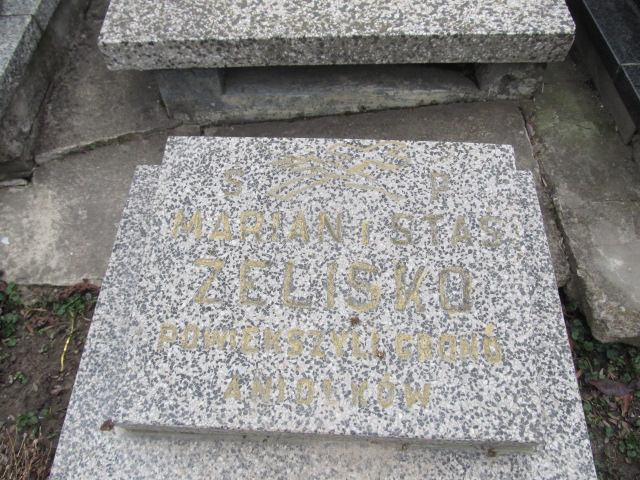 S P
MARIAN i STAŚ
ZELISKO
POWIĘKSZYLI GRONO
ANIOŁKÓW